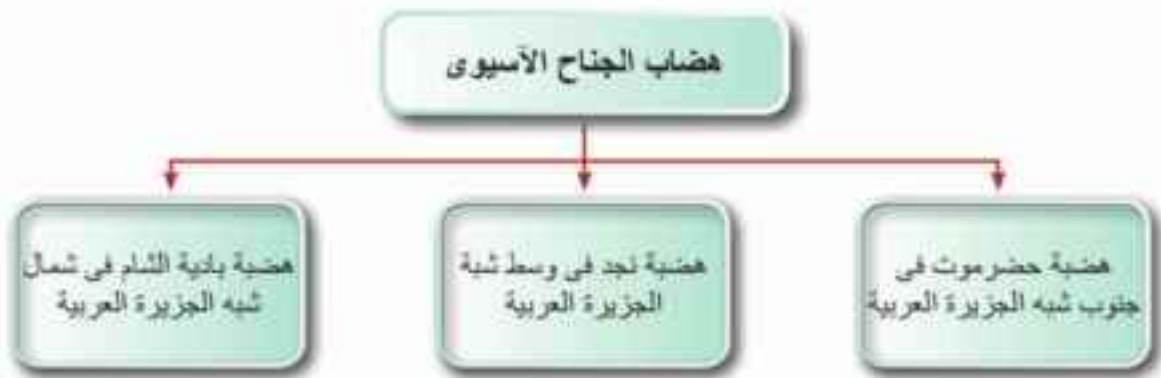 هضاب الجناح الآسيوى
هضبة حضرموت فى
جنوب شبه الجزيرة العربية
هضبة نجد فى وسط شبة
الجزيرة العربية
هضبة بادية الشام فى شمال
شبه الجزيرة العربية